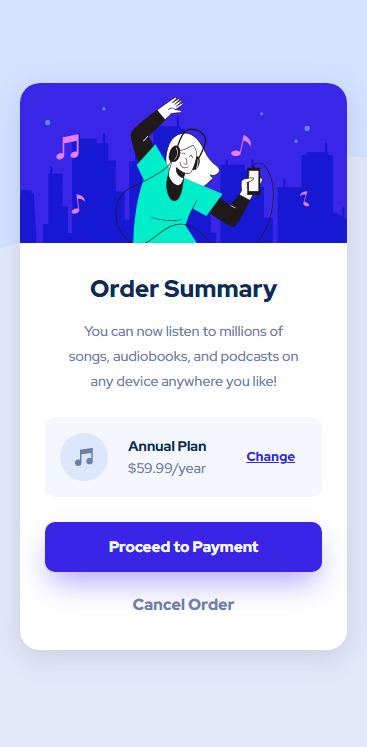 Order Summary
You can now listen to millions of
songs, audiobooks, and podcasts on
any device anywhere you like!
Annual Plan
$59.99/year
Change
Proceed to Payment
Cancel Order